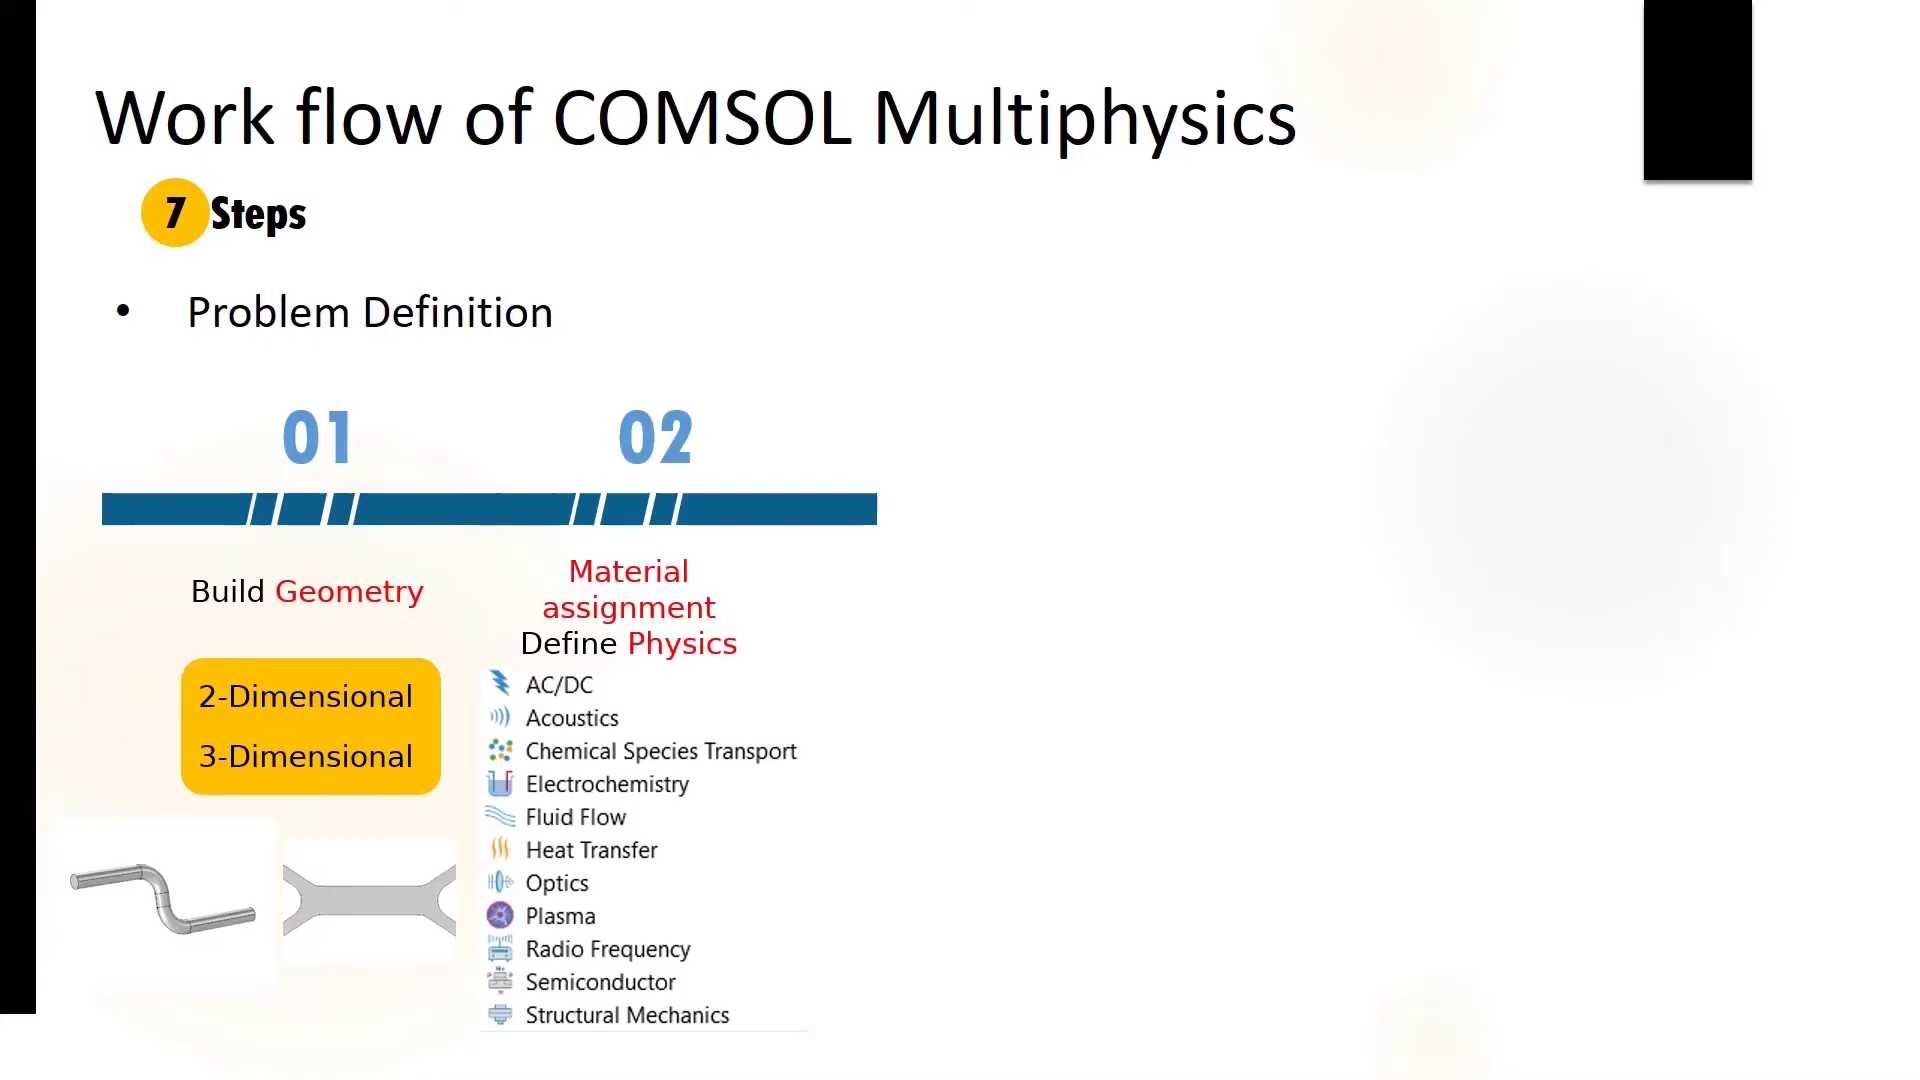 Work flow of COMSOL Multiphysics
7 Steps
• Problem Definition
01
02
Build Geometry
Material
assignment
Define Physics
2-Dimensional
3-Dimensional
AC/DC
Acoustics
Chemical Species Transport
Electrochemistry
Fluid Flow
Heat Transfer
Optics
Plasma
Radio Frequency
Semiconductor
Structural Mechanics